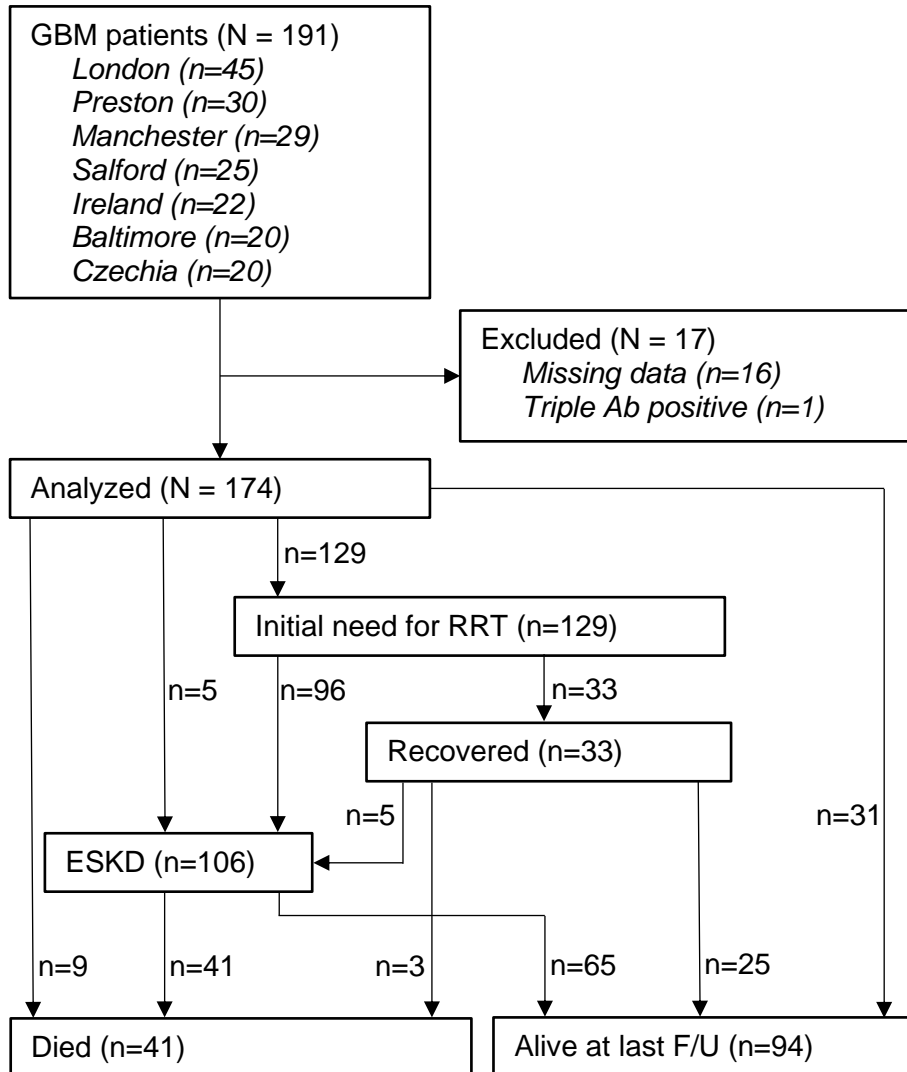 GBM patients (N = 191)
London (n=45)
Preston (n=30)
Manchester (n=29)
Salford (n=25)
Ireland (n=22)
Baltimore (n=20)
Czechia (n=20)
Excluded (N = 17)
Missing data (n=16)
Triple Ab positive (n=1)
Analyzed (N = 174)
n=129
Initial need for RRT (n=129)
n=5
n=96
n=33
Recovered (n=33)
n=5
n=31
ESKD (n=106)
n=9
n=41
n=3
n=65
n=25
Died (n=41)
Alive at last F/U (n=94)